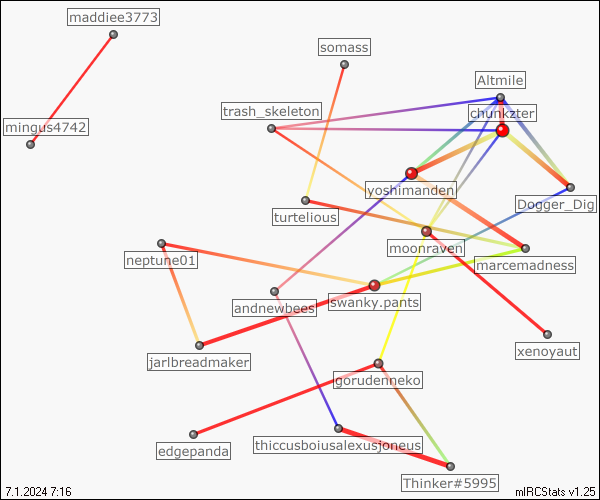 maddiee3773
somass
Altmile
trash_skeleton
chunkzter
mingus4742
yoshimanden
Dogger_Dig
turtelious
moonraven
neptune01
marcemadness
andnewbees
swanky.pants
xenoyaut
jarlbreadmaker
gorudenneko
edgepanda
thiccusboiusalexusjoneus
Thinker#5995
7.1.2024 7:16
mIRCStats v1.25